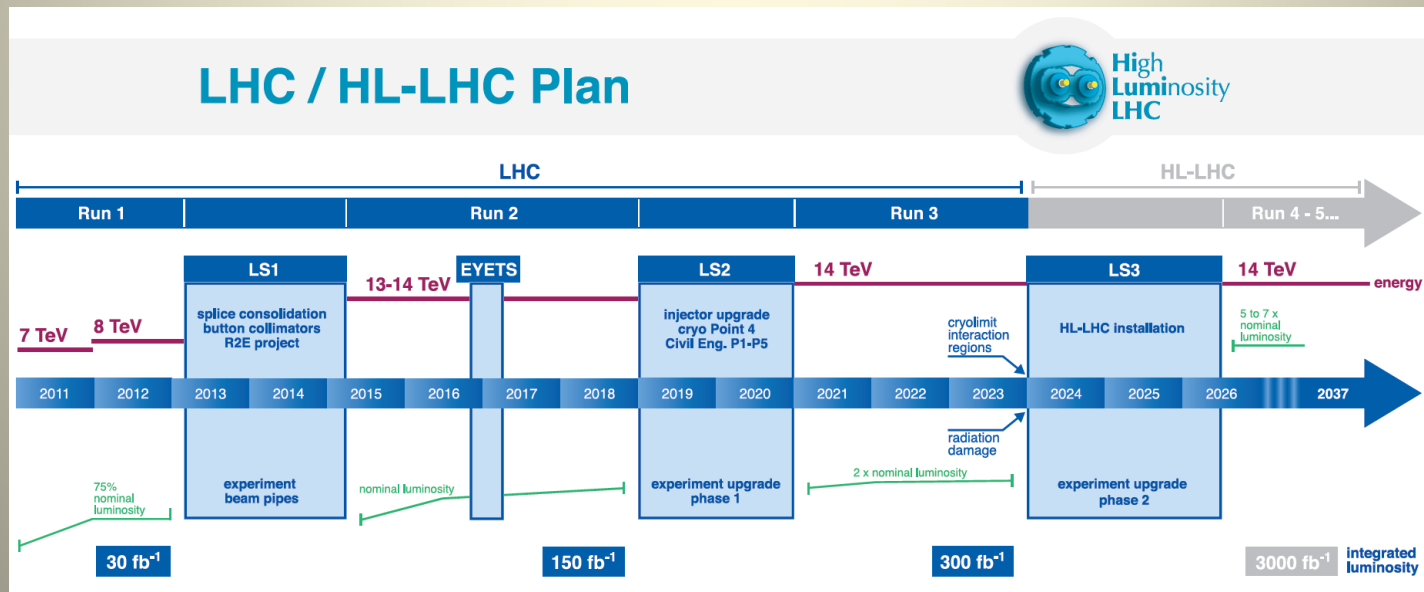 LHC / HL-LHC Plan
High
Luminosity
LHC
LHC
HL-LHC
Run 1
Run 2
Run 3
Run 4 - 5...
LS1
EYETS
LS2
14 TeV
LS3
14 TeV
energy
13-14 TeV
splice consolidation
button collimators
R2E project
injector upgrade
cryo Point 4
Civil Eng. P1-P5
HL-LHC installation
5 to 7 x
nominal
luminosity
7 TeV
8 TeV
cryolimit
interaction
regions
2011
2012
2013
2014
2015
2016
2017
2018
2019
2020
2021
2022
2023
2024
2025
2026
2037
radiation
damage
75%
nominal
luminosity
nominal luminosity
2 x nominal luminosity
experiment
beam pipes
experiment upgrade
phase 1
experiment upgrade
phase 2
30 fb⁻¹
150 fb⁻¹
300 fb⁻¹
3000 fb⁻¹
integrated
luminosity